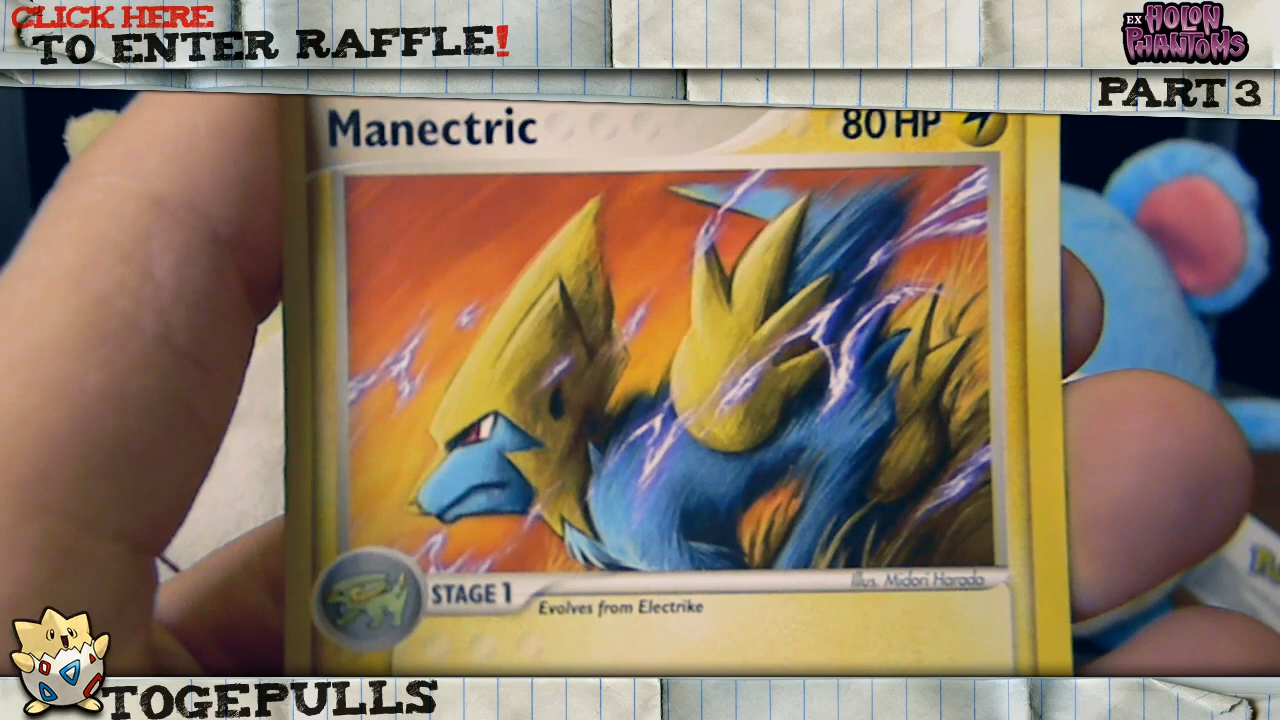 CLICK HERE
TO ENTER RAFFLE!
EX HOLON
PHANTOMS
PART 3
Manectric
80 HP
STAGE 1
Illus. Midori Harada
Evolves from Electrike
TOGEPULLS